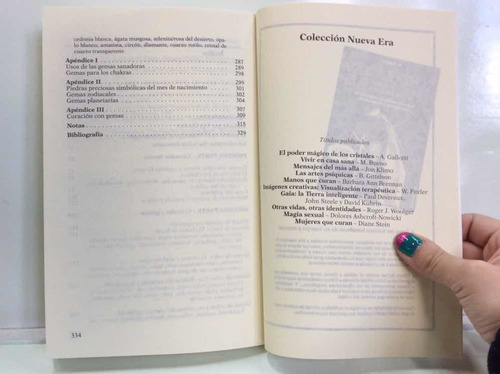 cedonia blanca, ágata musgosa, selenita/rosa del desierto, ópa-
lo blanco, amatista, circón, diamante, cuarzo rutilo, cristal de
cuarzo transparente
Apéndice I 287
Usos de las gemas sanadoras 289
Gemas para los chakras 298
Apéndice II 299
Piedras preciosas simbólicas del mes de nacimiento 301
Gemas zodiacales 304
Gemas planetarias 304
Apéndice III 307
Curación con gemas 309
Notas 315
Bibliografía 329
334
Colección Nueva Era
Títulos publicados
El poder mágico de los cristales - A. Gallotti
Vivir en casa sana - M. Bueno
Mensajes del más allá - Jon Klimo
Las artes psíquicas - B. Gittelson
Manos que curan - Barbara Ann Brennan
Imágenes creativas: Visualización terapéutica - W. Fezler
Gaia: la Tierra inteligente - Paul Devereux,
John Steele y David Kubrin
Otras vidas, otras identidades - Roger J. Woolger
Magia sexual - Dolores Ashcroft-Nowicki
Mujeres que curan - Diane Stein